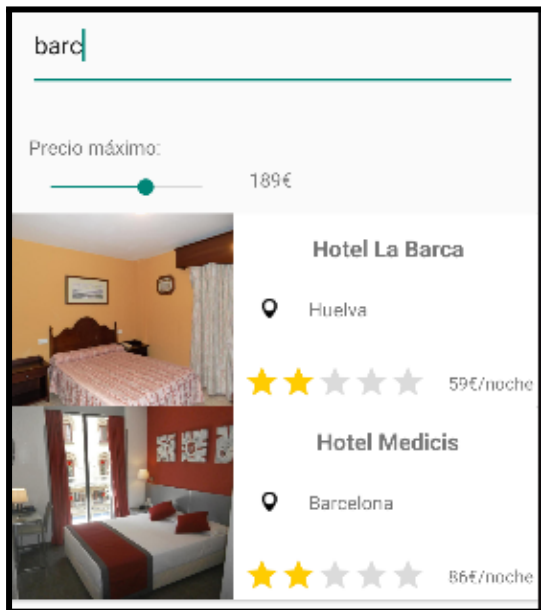 barc
Precio máximo:
189€
Hotel La Barca
Huelva
59€/noche
Hotel Medicis
Barcelona
86€/noche